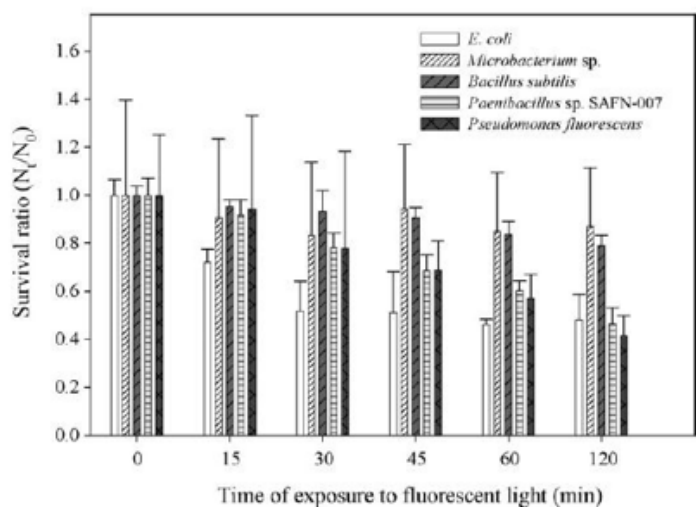 1.6
1.4
1.2
1.0
0.8
0.6
0.4
0.2
0.0
Survival ratio (Nt/N0)
E. coli
Microbacterium sp.
Bacillus subtilis
Paenibacillus sp. SAFN-007
Pseudomonas fluorescens
0 15 30 45 60 120
Time of exposure to fluorescent light (min)